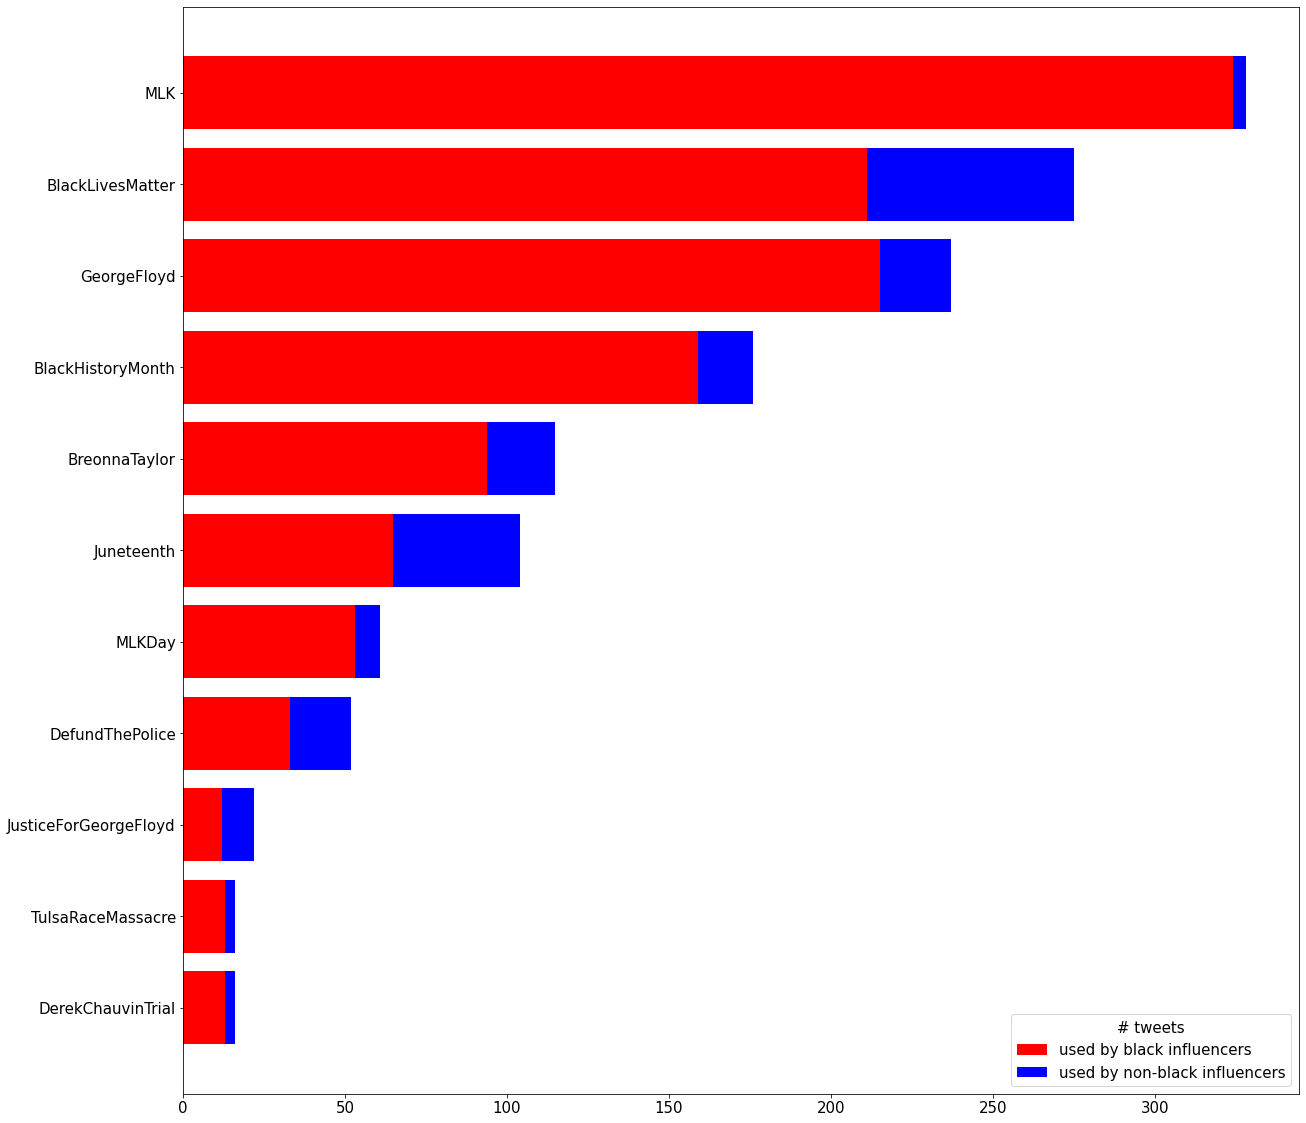 MLK
BlackLivesMatter
GeorgeFloyd
BlackHistoryMonth
BreonnaTaylor
Juneteenth
MLKDay
DefundThePolice
JusticeForGeorgeFloyd
TulsaRaceMassacre
DerekChauvinTrial
# tweets
used by black influencers
used by non-black influencers
0 50 100 150 200 250 300